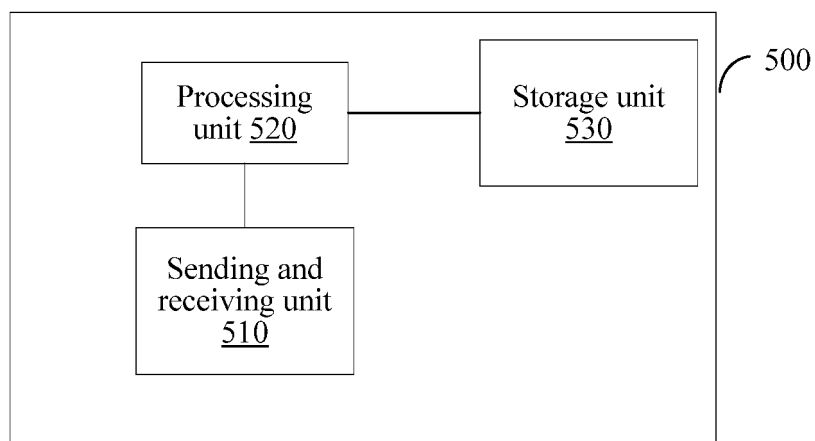 Processing
unit 520
Storage unit
530
500
Sending and
receiving unit
510